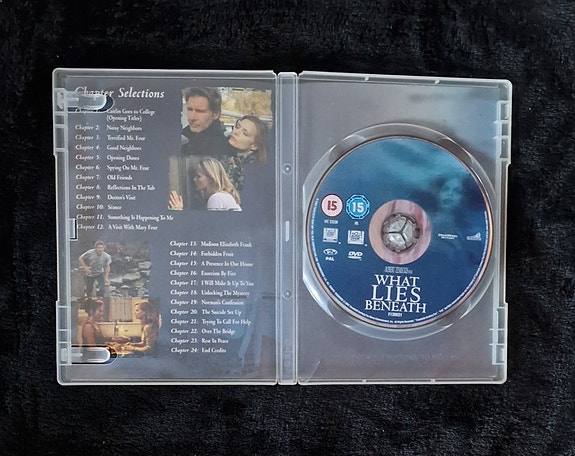 Chapter Selections
Chapter 1: Caitlin Goes to College
(Opening Titles)
Chapter 2: Noisy Neighbors
Chapter 3: Terrified Mr. Feur
Chapter 4: Good Neighbors
Chapter 5: Opening Doors
Chapter 6: Spying On Mr. Feur
Chapter 7: Old Friends
Chapter 8: Reflections In The Tub
Chapter 9: Doctor's Visit
Chapter 10: Séance
Chapter 11: Something Is Happening To Me
Chapter 12: A Visit With Mary Feur
Chapter 13: Madison Elizabeth Frank
Chapter 14: Forbidden Fruit
Chapter 15: A Presence In Our House
Chapter 16: Exorcism By Fire
Chapter 17: I Will Make It Up To You
Chapter 18: Unlocking The Mystery
Chapter 19: Norman's Confession
Chapter 20: The Suicide Set Up
Chapter 21: Trying To Call For Help
Chapter 22: Over The Bridge
Chapter 23: Rest In Peace
Chapter 24: End Credits
15
15
PAL
DVD
WHAT
LIES
BENEATH